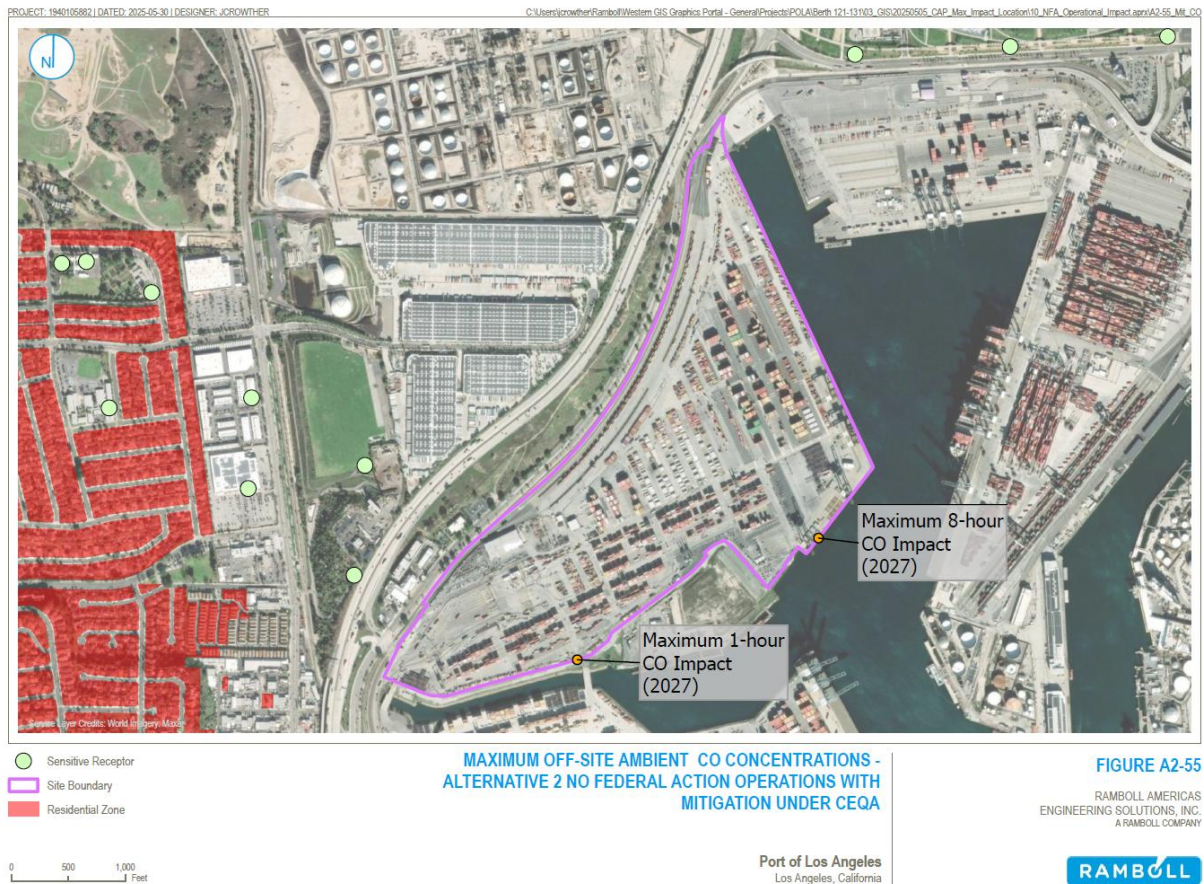 PROJECT: 1940105882 | DATED: 2025-05-30 | DESIGNER: JCROWTHER
C:\Users\jcrowther\Ramboll\Western GIS Graphics Portal - General\Projects\POLA\Berth 121-131\03_GIS\20250505_CAP_Max_Impact_Location\10_NFA_Operational_Impact.aprx\A2-55_Mit_CO
N
Maximum 8-hour
CO Impact
(2027)
Maximum 1-hour
CO Impact
(2027)
Service Layer Credits: World Imagery: Maxar
Sensitive Receptor
Site Boundary
Residential Zone
0 500 1,000
Feet
MAXIMUM OFF-SITE AMBIENT CO CONCENTRATIONS -
ALTERNATIVE 2 NO FEDERAL ACTION OPERATIONS WITH
MITIGATION UNDER CEQA
Port of Los Angeles
Los Angeles, California
FIGURE A2-55
RAMBOLL AMERICAS
ENGINEERING SOLUTIONS, INC.
A RAMBOLL COMPANY
RAMBOLL